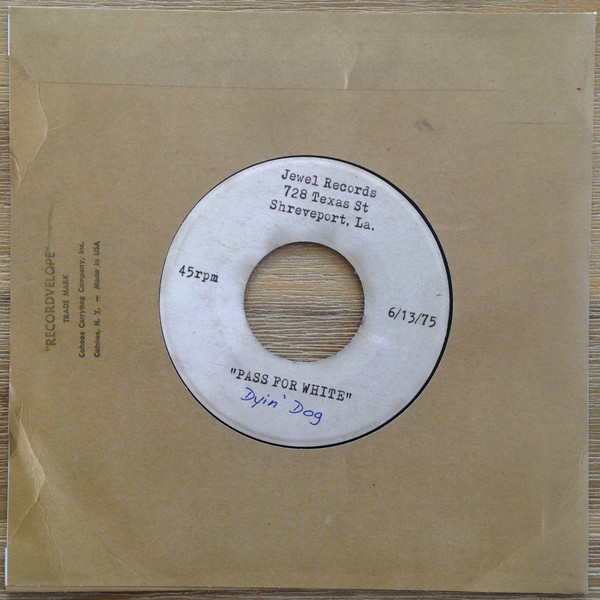 Jewel Records
728 Texas St
Shreveport, La.
45rpm
6/13/75
"PASS FOR WHITE"
Dyin' Dog
"RECORDVELOPE"
TRADE MARK
Cohoes Carrybag Company, Inc.
Cohoes, N. Y. — Made in USA